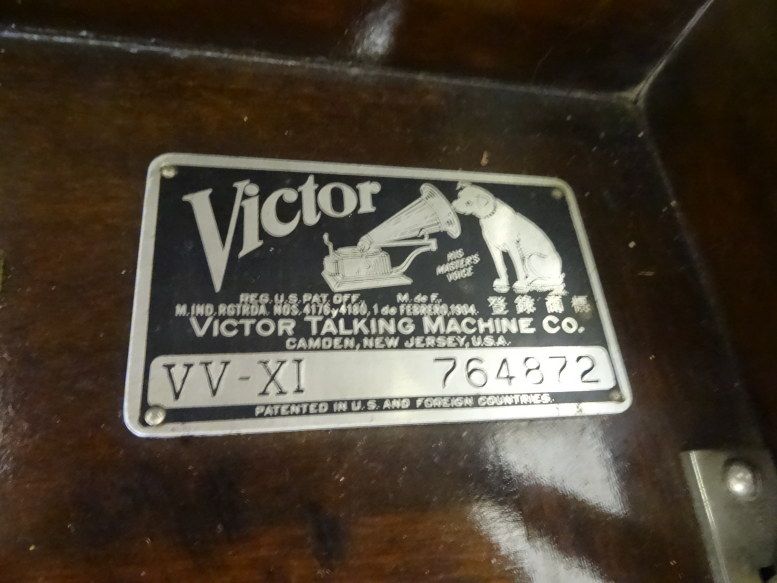 Victor
HIS
MASTER'S
VOICE
REG. U.S. PAT. OFF. M. de F.
M. IND. RGTRDA. NOS. 4176 y 4180, 1 de FEBRERO, 1904. 登錄商標
VICTOR TALKING MACHINE CO.
CAMDEN, NEW JERSEY, U.S.A.
VV-XI 764872
PATENTED IN U.S. AND FOREIGN COUNTRIES.